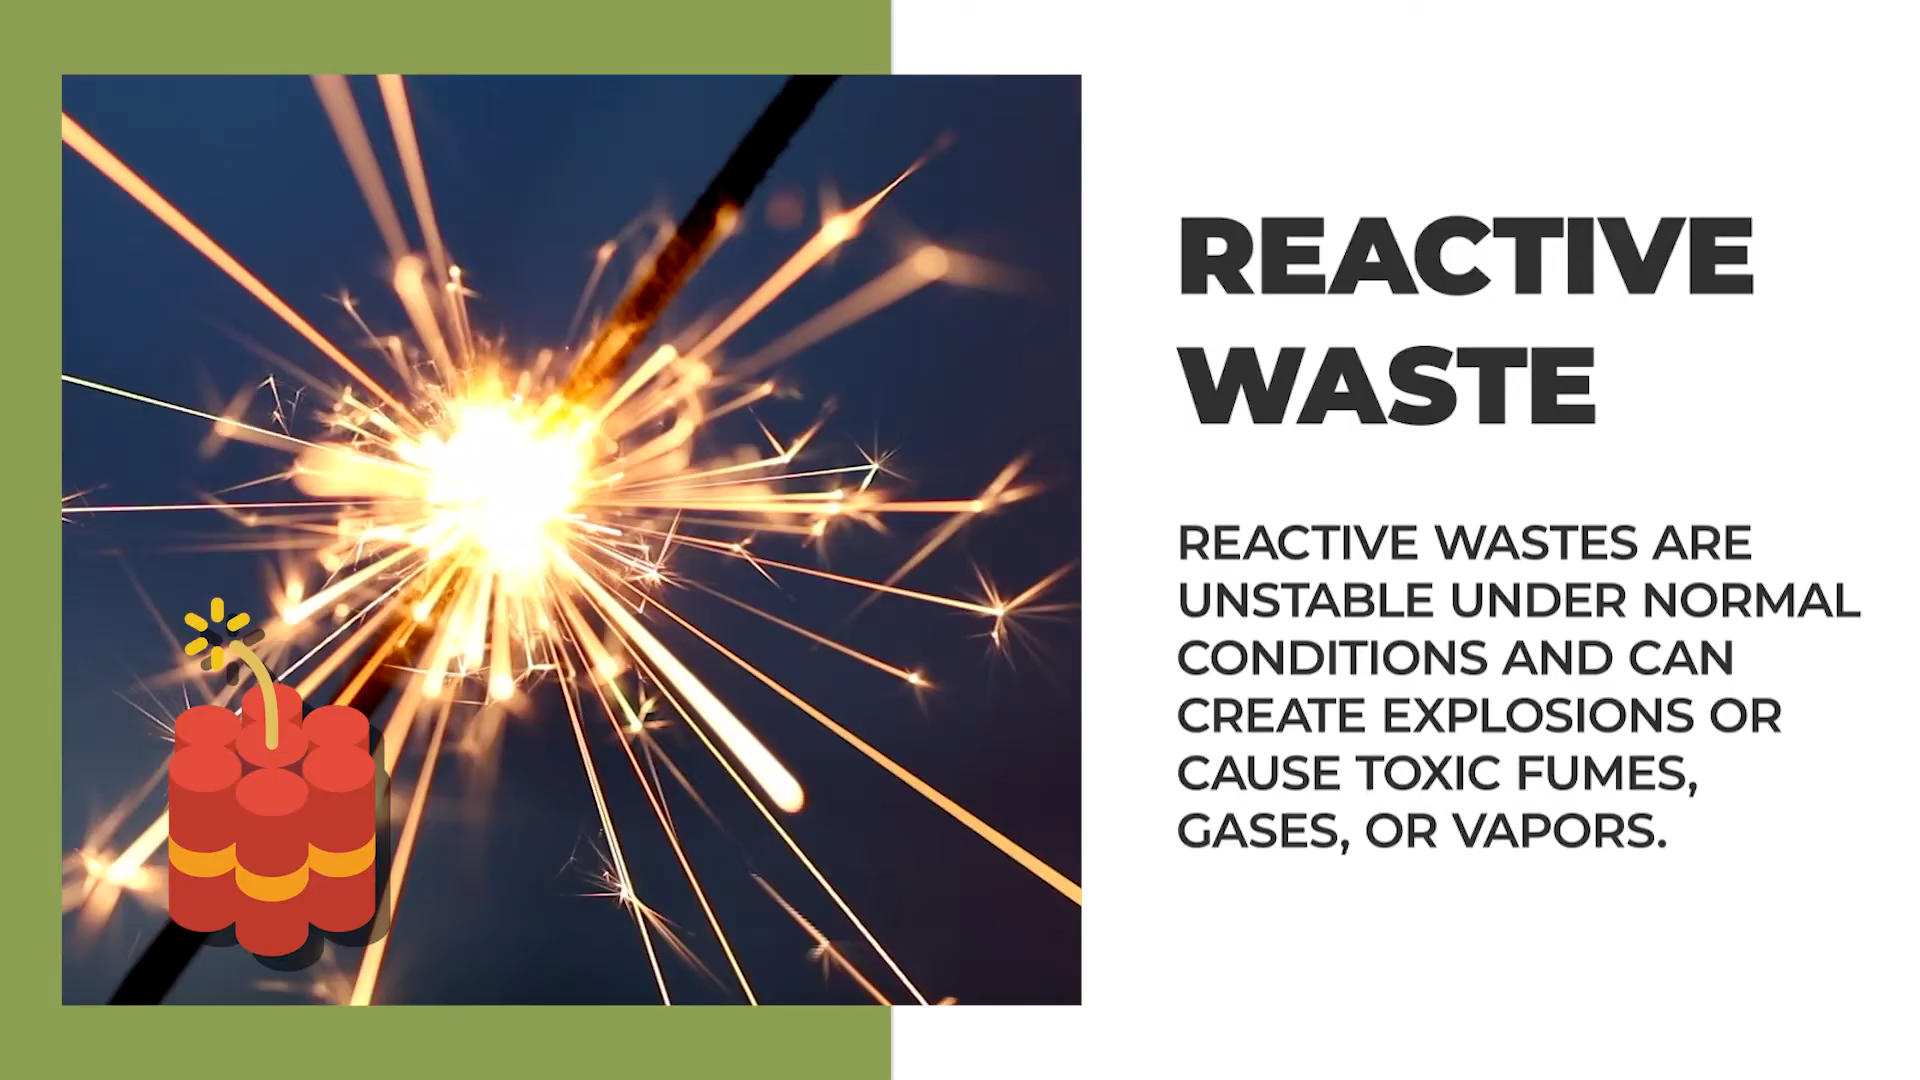 REACTIVE
WASTE
REACTIVE WASTES ARE
UNSTABLE UNDER NORMAL
CONDITIONS AND CAN
CREATE EXPLOSIONS OR
CAUSE TOXIC FUMES,
GASES, OR VAPORS.